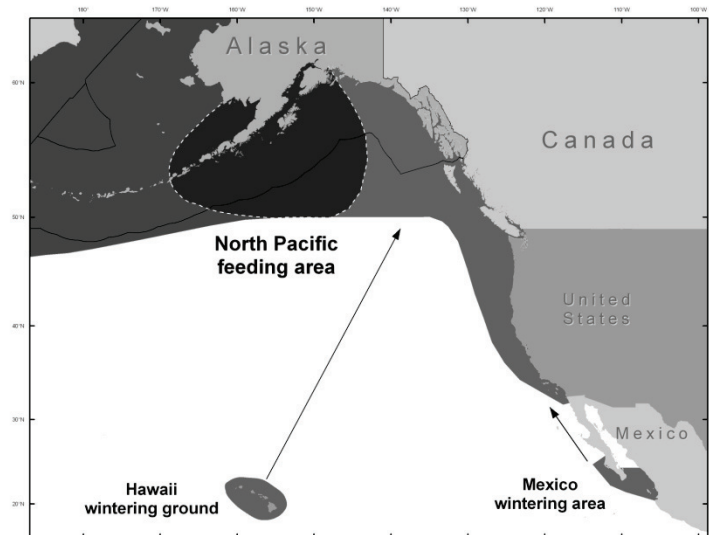 180°
170°W
160°W
150°W
140°W
130°W
120°W
110°W
100°W
Alaska
60°N
Canada
50°N
North Pacific
feeding area
United
States
40°N
30°N
Mexico
Hawaii
wintering ground
Mexico
wintering area
20°N